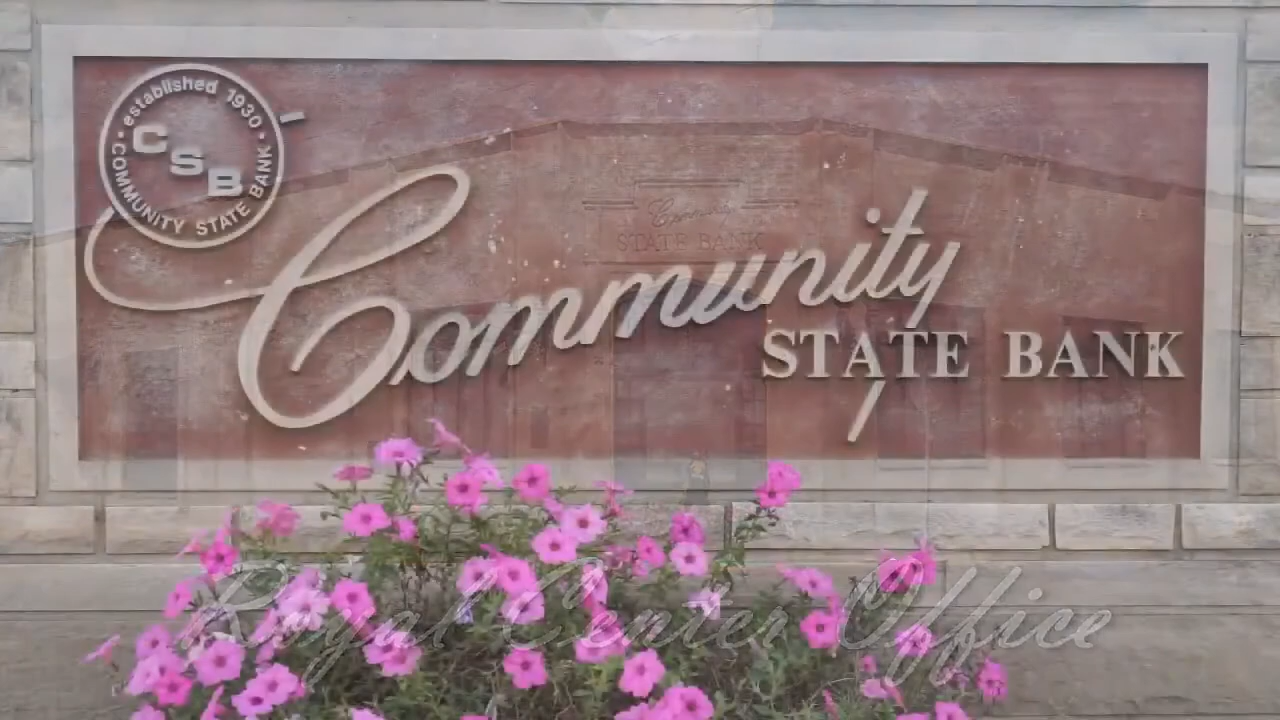 established 1930
CSB
COMMUNITY STATE BANK
Community
STATE BANK
Community
STATE BANK
Royal Center Office